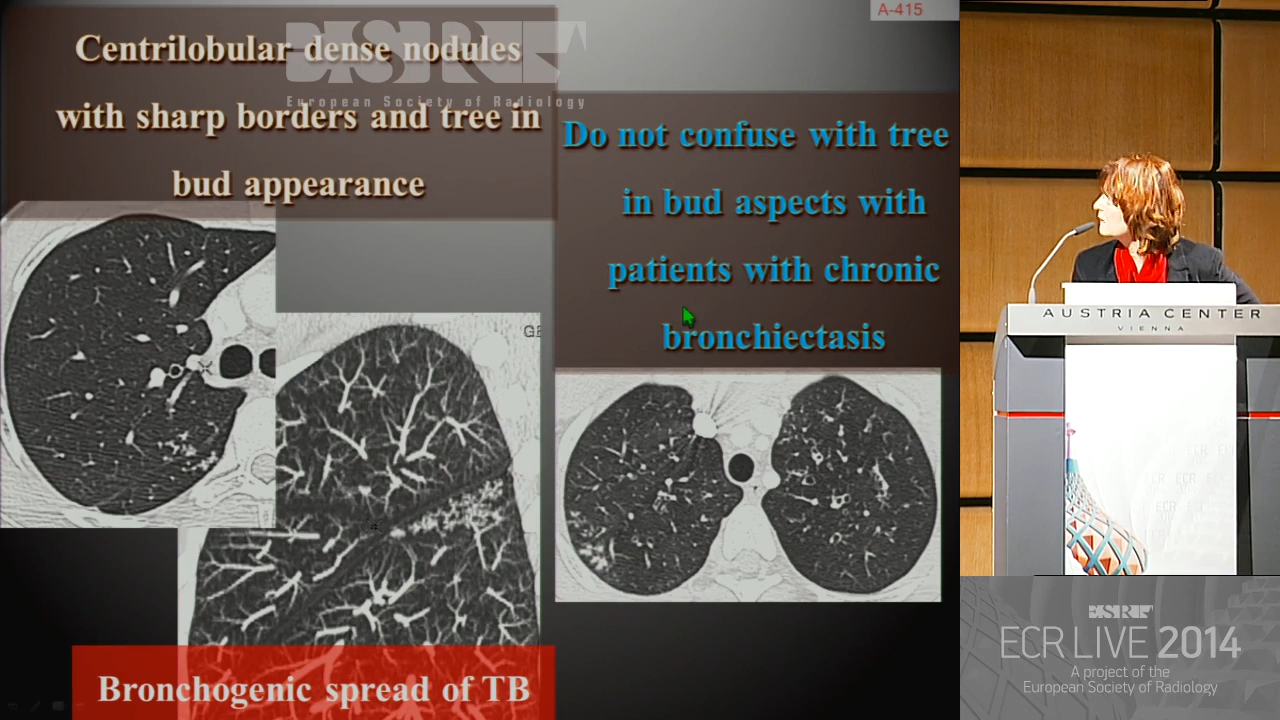 A-415
Centrilobular dense nodules
with sharp borders and tree in
bud appearance
European Society of Radiology
Do not confuse with tree
in bud aspects with
patients with chronic
bronchiectasis
Bronchogenic spread of TB
AUSTRIA CENTER
VIENNA
ECR LIVE 2014
A project of the
European Society of Radiology